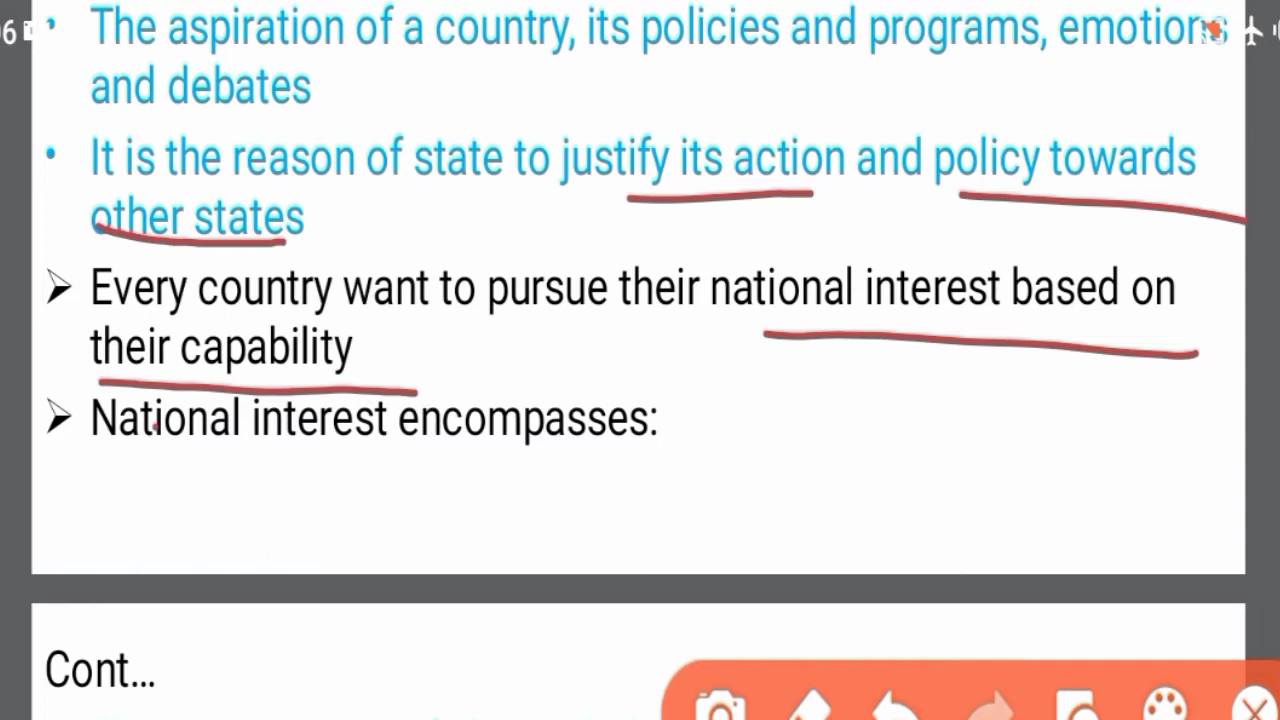 06
• The aspiration of a country, its policies and programs, emotions
and debates
• It is the reason of state to justify its action and policy towards
other states
➢ Every country want to pursue their national interest based on
their capability
➢ National interest encompasses:
Cont...